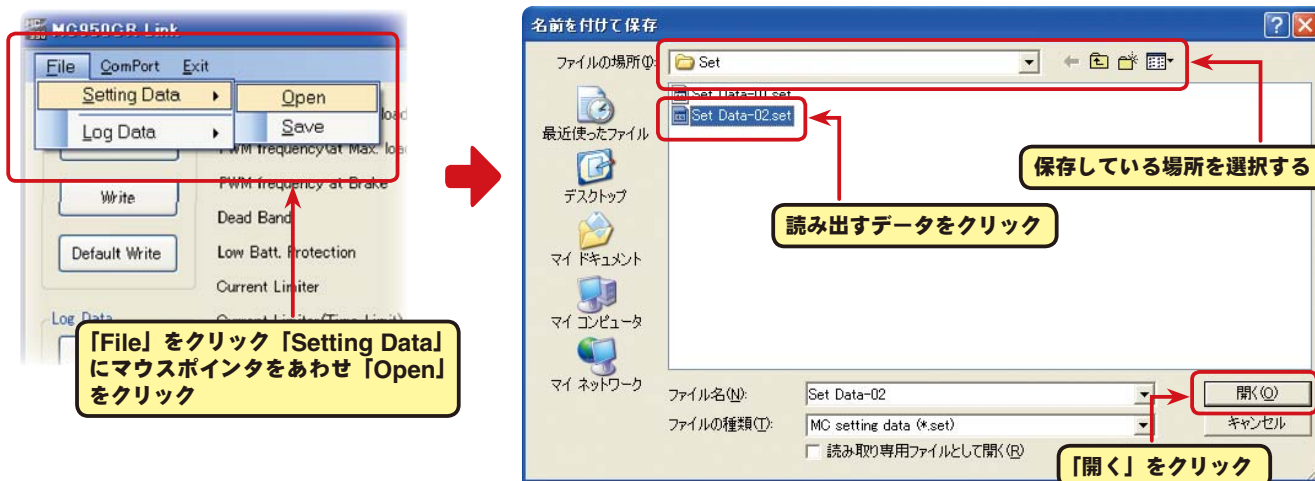 MC950CR Link
File ComPort Exit
Setting Data
Open
Log Data
Save
PWM frequency at Max. loa
PWM frequency at Brake
Write
Dead Band
Default Write
Low Batt. Protection
Current Limiter
Log Data
Current Limiter(Time Limit)
「File」をクリック「Setting Data」
にマウスポインタをあわせ「Open」
をクリック
名前を付けて保存
ファイルの場所(I):
Set
Set Data-01.set
Set Data-02.set
最近使ったファイル
デスクトップ
マイ ドキュメント
マイ コンピュータ
マイ ネットワーク
保存している場所を選択する
読み出すデータをクリック
ファイル名(N):
Set Data-02
開く(O)
ファイルの種類(T):
MC setting data (*.set)
キャンセル
読み取り専用ファイルとして開く(R)
「開く」をクリック